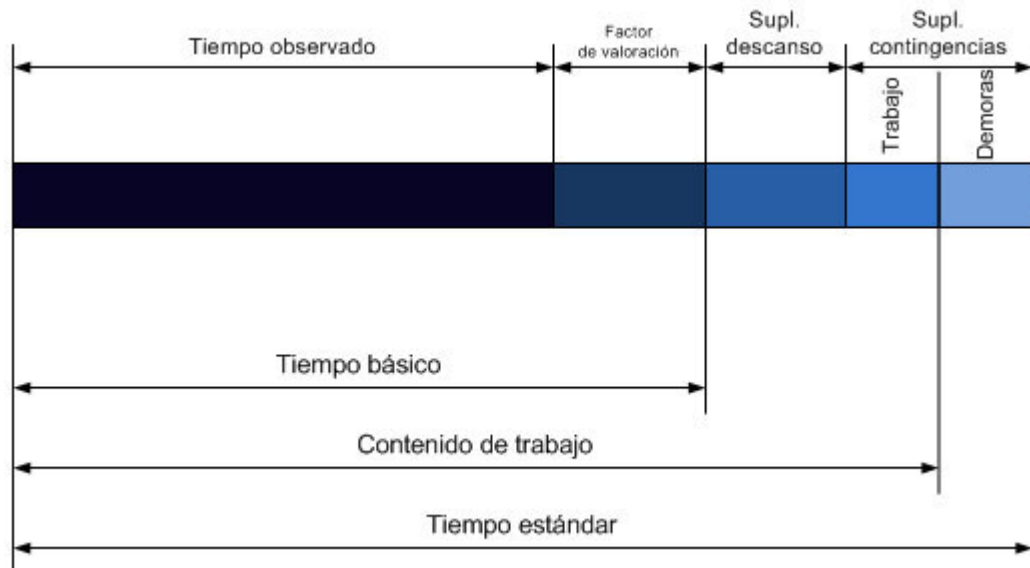 Tiempo observado
Factor
de valoración
Supl.
descanso
Supl.
contingencias
Trabajo
Demoras
Tiempo básico
Contenido de trabajo
Tiempo estándar